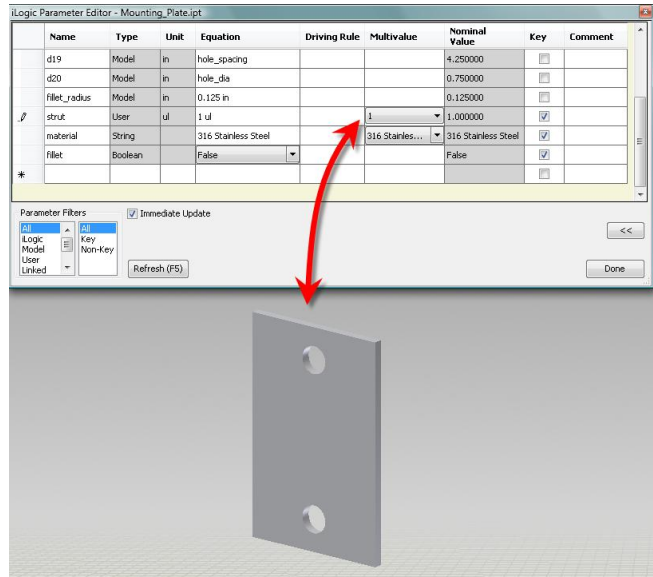 iLogic Parameter Editor - Mounting_Plate.ipt
Name Type Unit Equation Driving Rule Multivalue Nominal Value Key Comment
d19 Model in hole_spacing 4.250000
d20 Model in hole_dia 0.750000
fillet_radius Model in 0.125 in 0.125000
strut User ul 1 ul 1 1.000000
material String 316 Stainless Steel 316 Stainles... 316 Stainless Steel
fillet Boolean False False
*
Parameter Filters Immediate Update
All All
iLogic Key
Model Non-Key
User
Linked
<<
Refresh (F5) Done